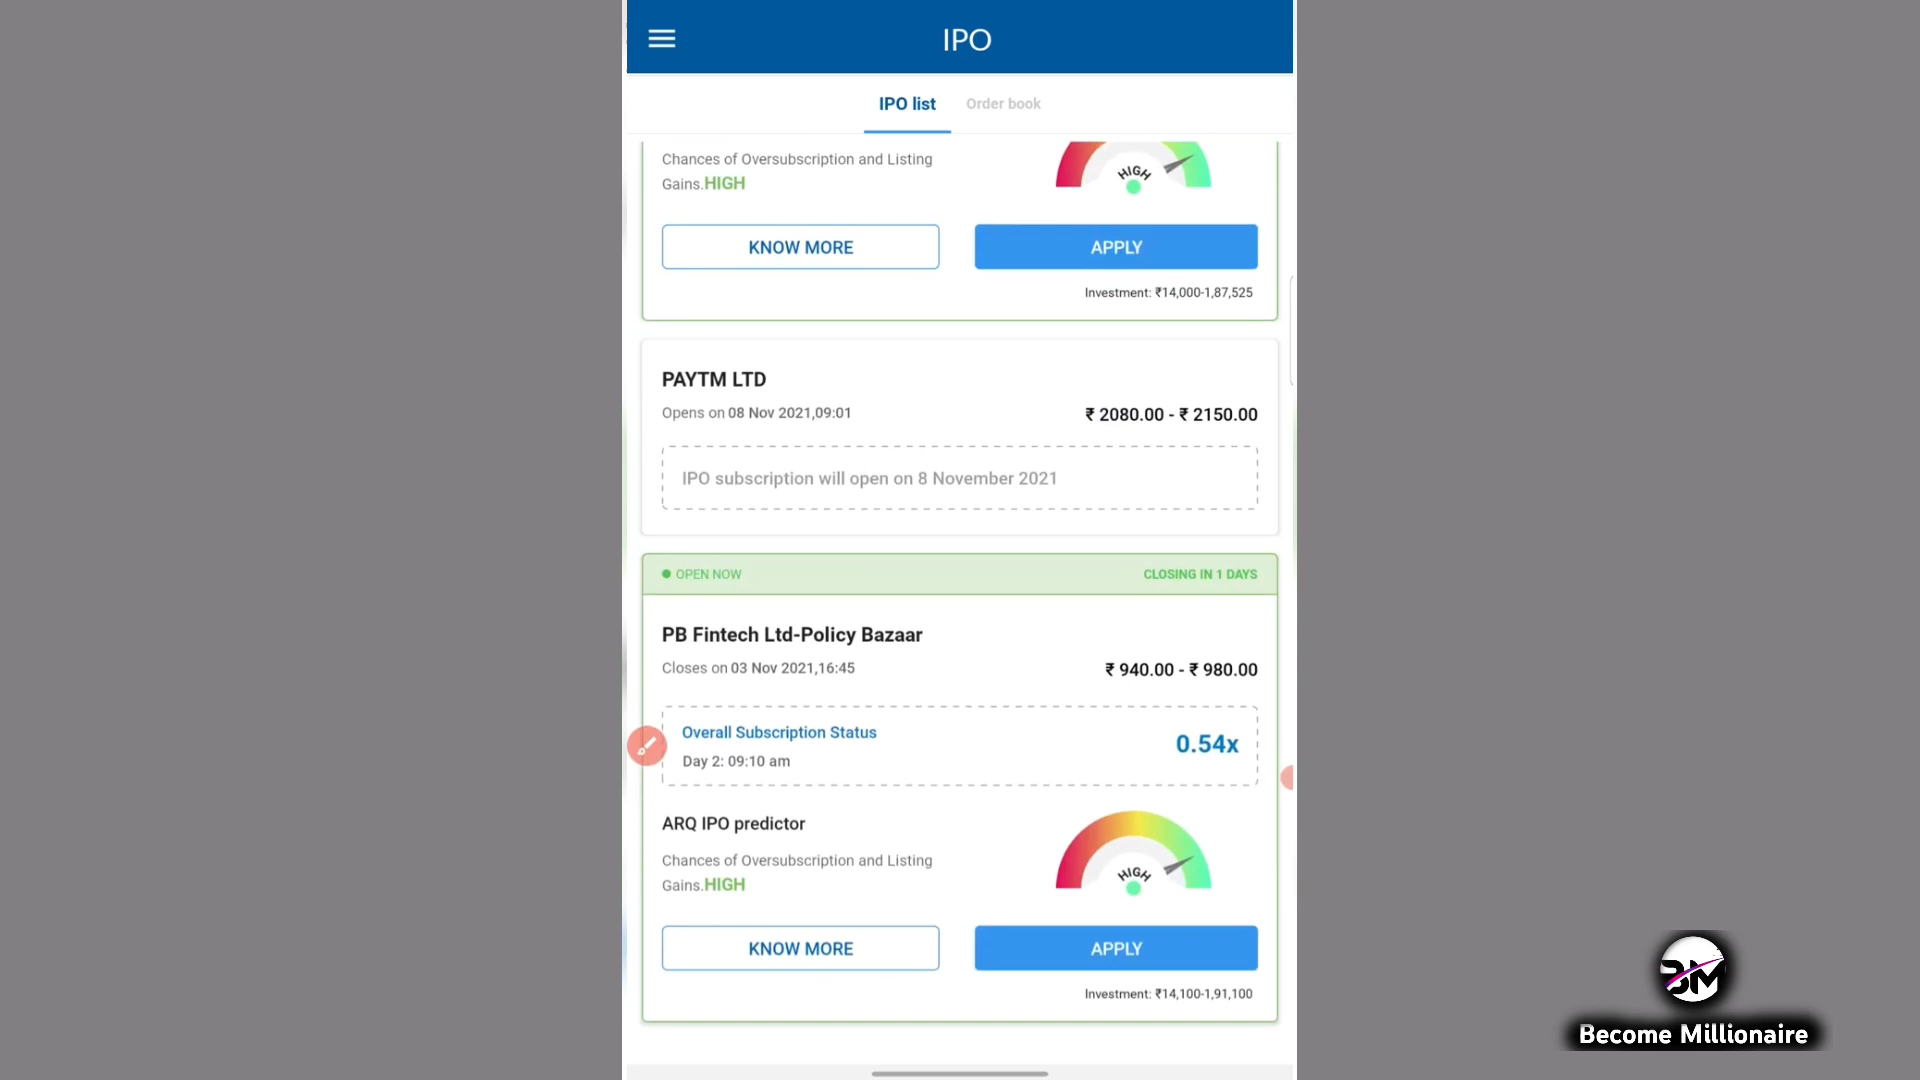 IPO
IPO list
Order book
Chances of Oversubscription and Listing
Gains.HIGH
HIGH
KNOW MORE
APPLY
Investment: ₹14,000-1,87,525
PAYTM LTD
Opens on 08 Nov 2021,09:01
₹ 2080.00 - ₹ 2150.00
IPO subscription will open on 8 November 2021
OPEN NOW
CLOSING IN 1 DAYS
PB Fintech Ltd-Policy Bazaar
Closes on 03 Nov 2021,16:45
₹ 940.00 - ₹ 980.00
Overall Subscription Status
0.54x
Day 2: 09:10 am
ARQ IPO predictor
Chances of Oversubscription and Listing
Gains.HIGH
HIGH
KNOW MORE
APPLY
Investment: ₹14,100-1,91,100
BM
Become Millionaire